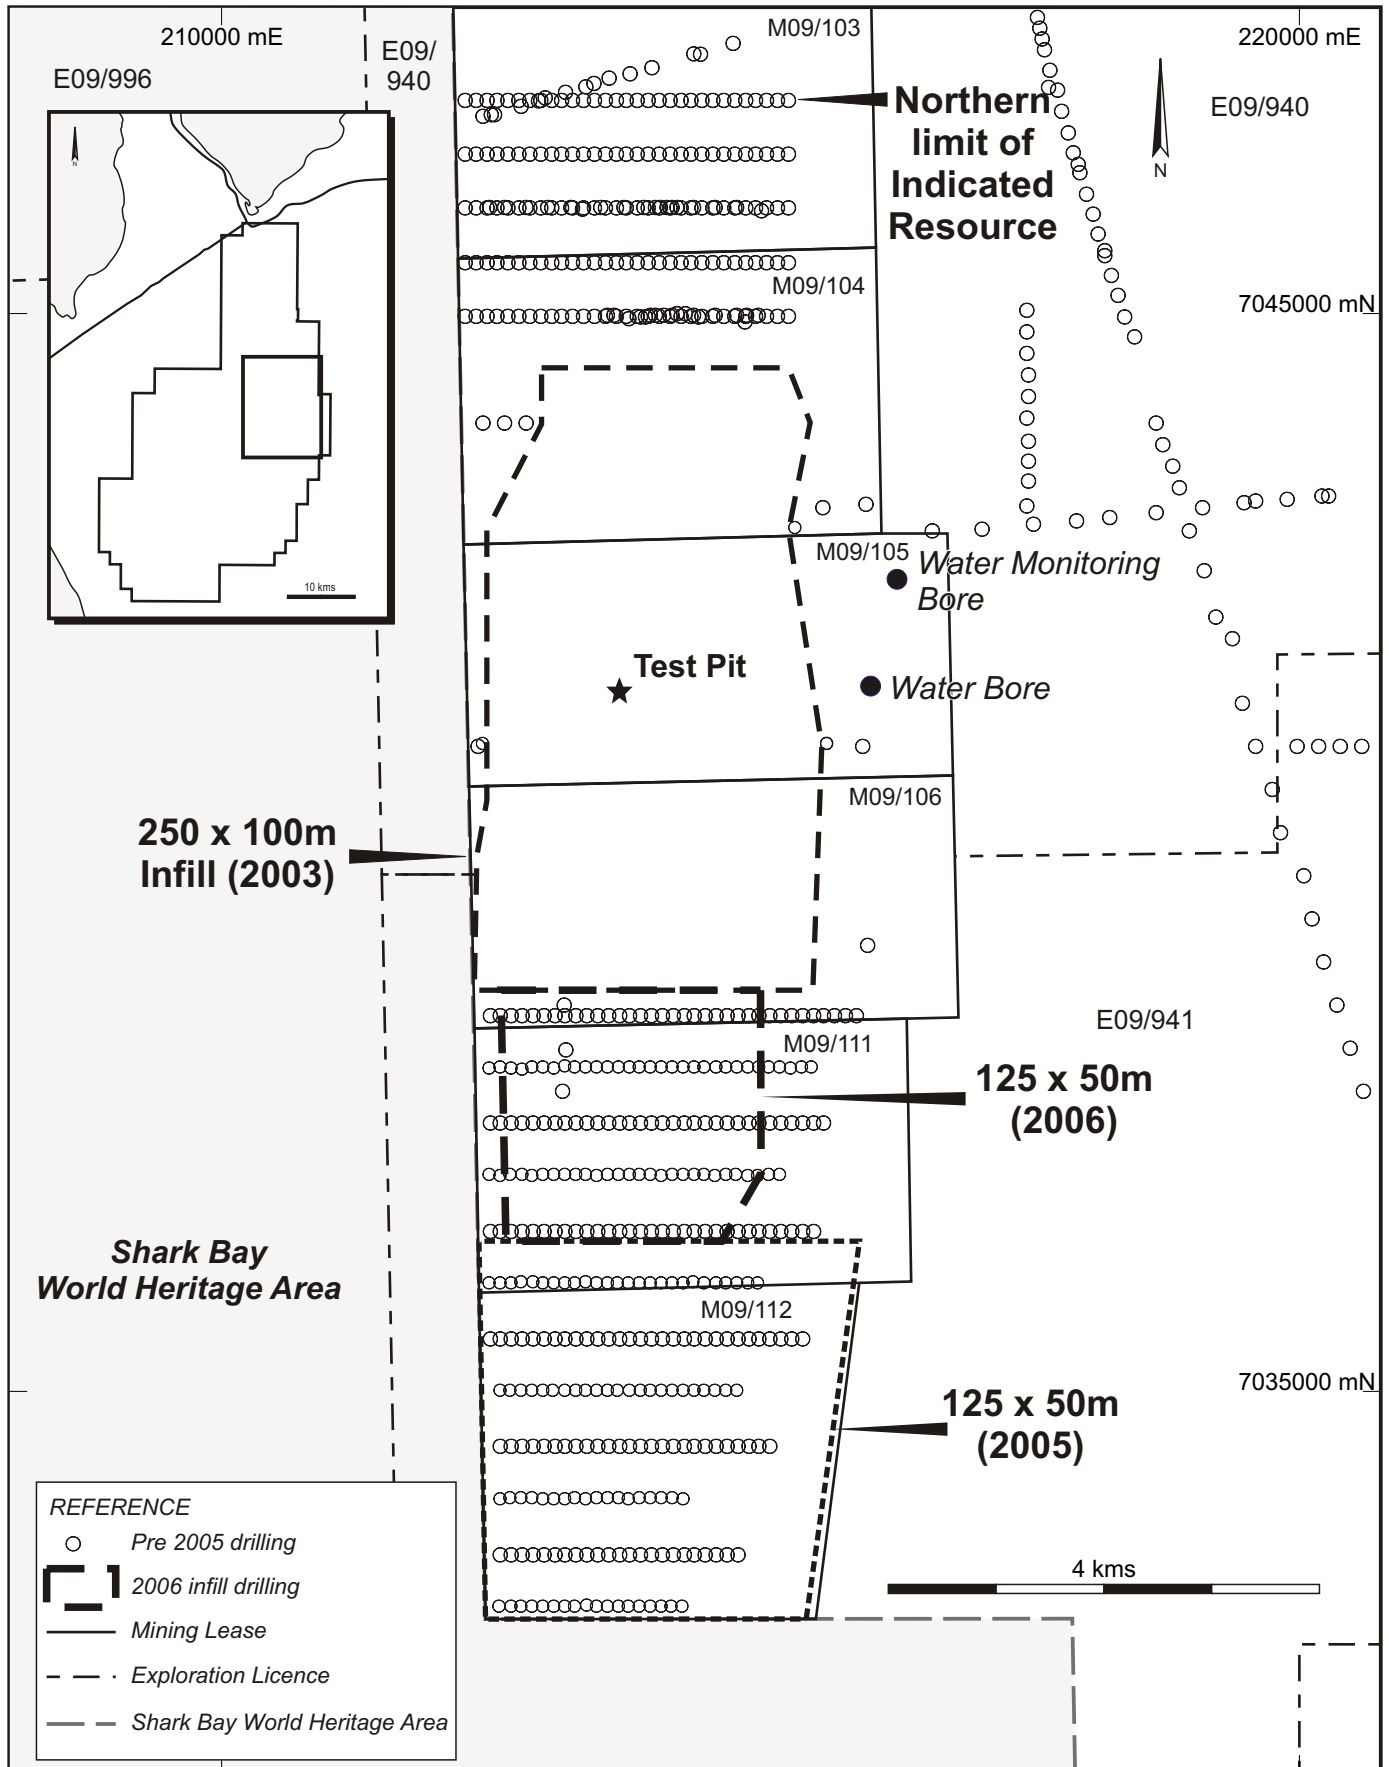 210000 mE
220000 mE
E09/996
E09/
940
M09/103
E09/940
Northern
limit of
Indicated
Resource
N
N
M09/104
7045000 mN
10 kms
M09/105
Water Monitoring
Bore
Test Pit
Water Bore
M09/106
250 x 100m
Infill (2003)
E09/941
M09/111
125 x 50m
(2006)
Shark Bay
World Heritage Area
M09/112
7035000 mN
125 x 50m
(2005)
4 kms
REFERENCE
Pre 2005 drilling
2006 infill drilling
Mining Lease
Exploration Licence
Shark Bay World Heritage Area